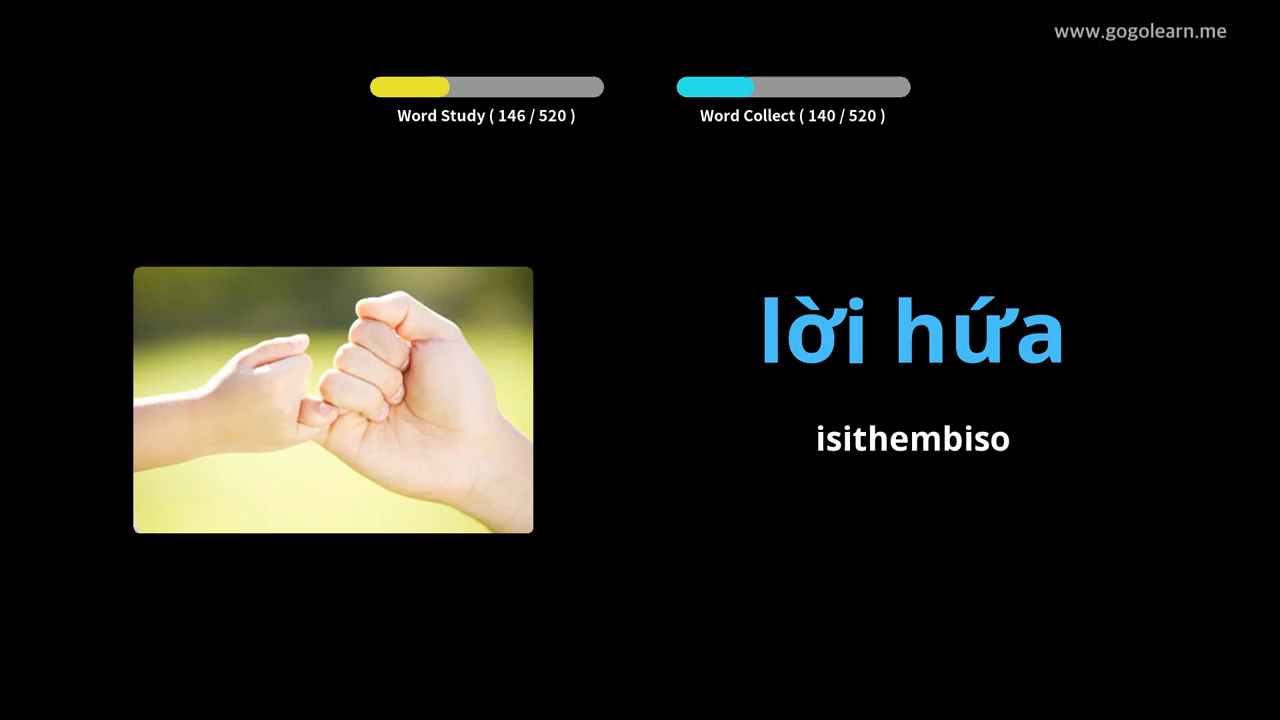 www.gogolearn.me
Word Study ( 146 / 520 )
Word Collect ( 140 / 520 )
lời hứa
isithembiso